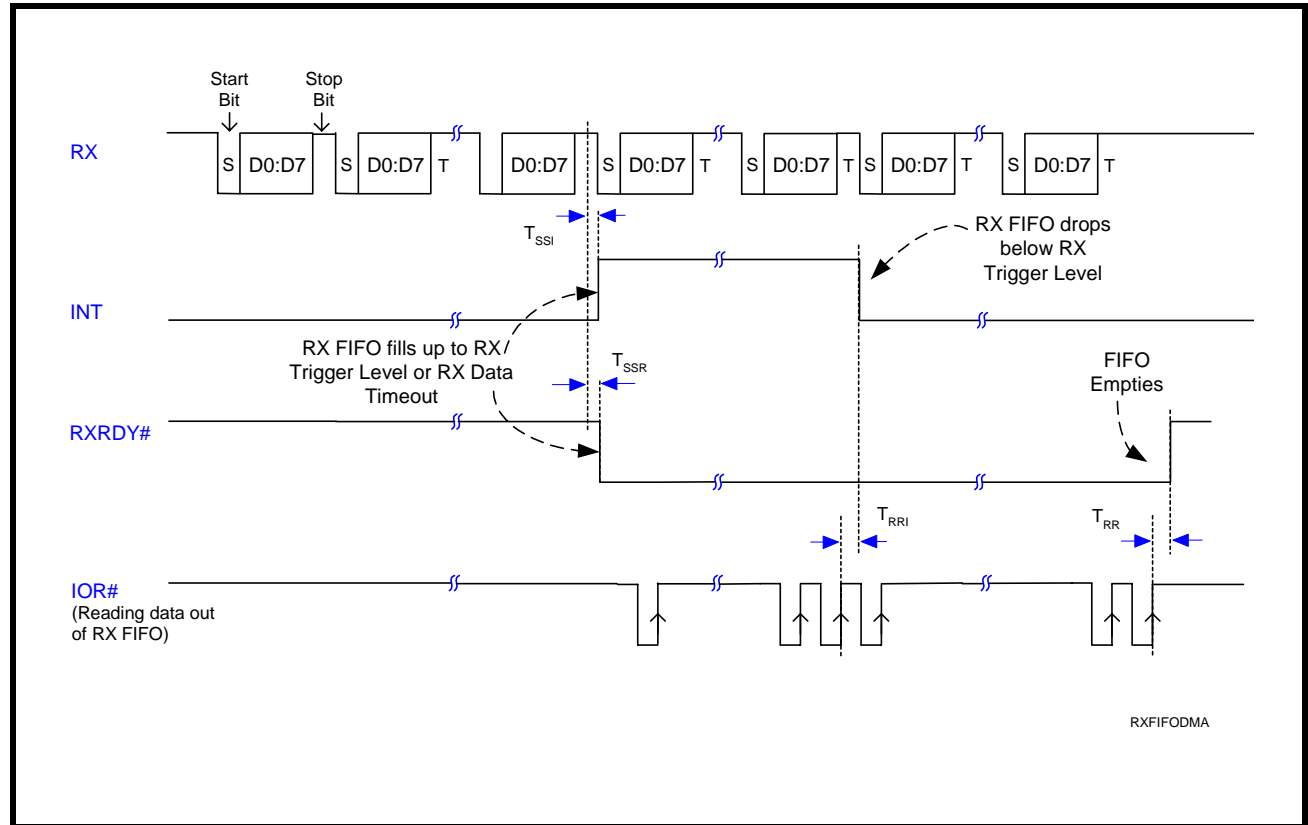 Start
Bit
Stop
Bit
RX
S D0:D7 S D0:D7 T D0:D7 S D0:D7 T S D0:D7 T S D0:D7 T S D0:D7 T
TSSI
RX FIFO drops
below RX
Trigger Level
INT
RX FIFO fills up to RX
Trigger Level or RX Data
Timeout
TSSR
FIFO
Empties
RXRDY#
TRRI
TRR
IOR#
(Reading data out
of RX FIFO)
RXFIFODMA